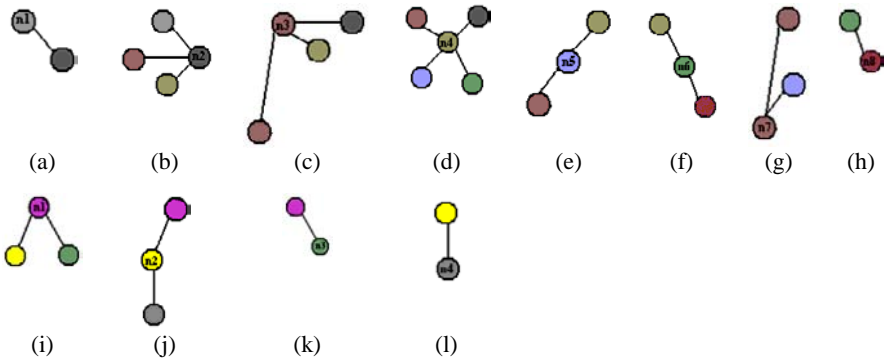 n1
n2
n3
n4
n5
n6
n7
n8
(a) (b) (c) (d) (e) (f) (g) (h)
n1
n2
n3
n4
(i) (j) (k) (l)